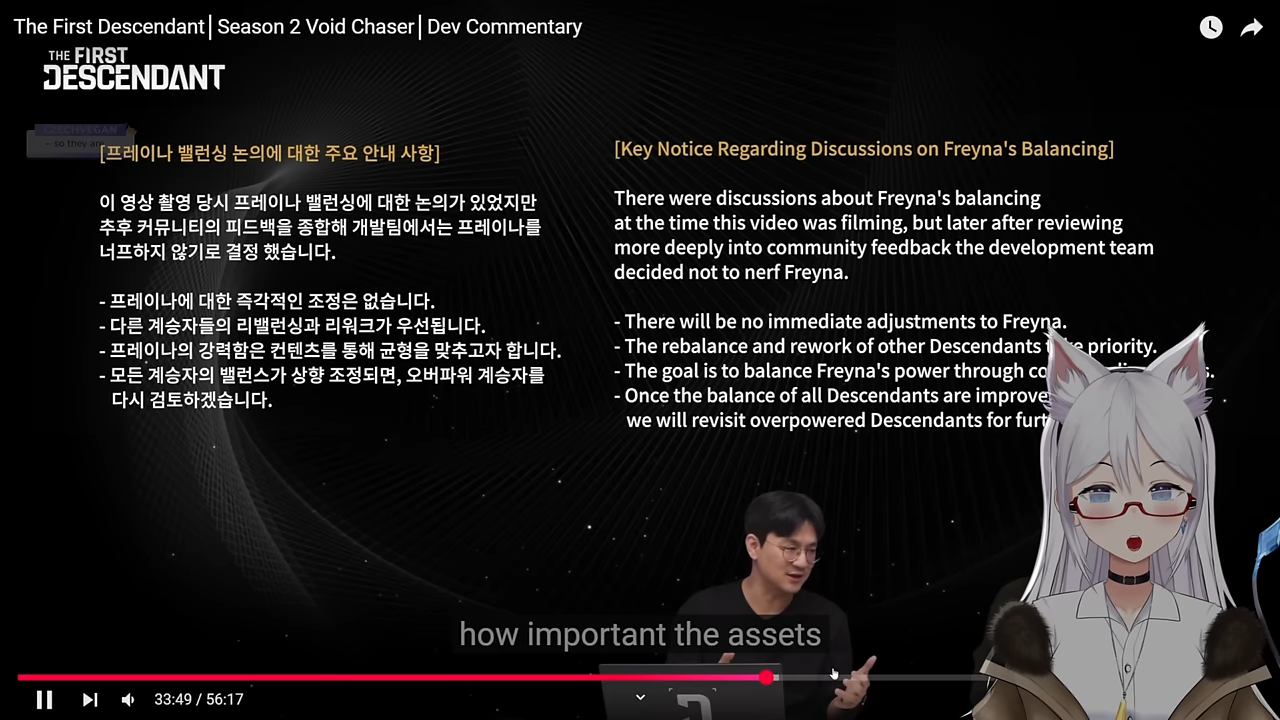 The First Descendant│Season 2 Void Chaser│Dev Commentary
THE FIRST
DESCENDANT
CZECHVEGAN
- so they are
[프레이나 밸런싱 논의에 대한 주요 안내 사항]
이 영상 촬영 당시 프레이나 밸런싱에 대한 논의가 있었지만
추후 커뮤니티의 피드백을 종합해 개발팀에서는 프레이나를
너프하지 않기로 결정 했습니다.
- 프레이나에 대한 즉각적인 조정은 없습니다.
- 다른 계승자들의 리밸런싱과 리워크가 우선됩니다.
- 프레이나의 강력함은 컨텐츠를 통해 균형을 맞추고자 합니다.
- 모든 계승자의 밸런스가 상향 조정되면, 오버파워 계승자를
다시 검토하겠습니다.
[Key Notice Regarding Discussions on Freyna's Balancing]
There were discussions about Freyna's balancing
at the time this video was filming, but later after reviewing
more deeply into community feedback the development team
decided not to nerf Freyna.
- There will be no immediate adjustments to Freyna.
- The rebalance and rework of other Descendants priority.
- The goal is to balance Freyna's power through
- Once the balance of all Descendants are
we will revisit overpowered Descendants for
how important the assets
33:49 / 56:17